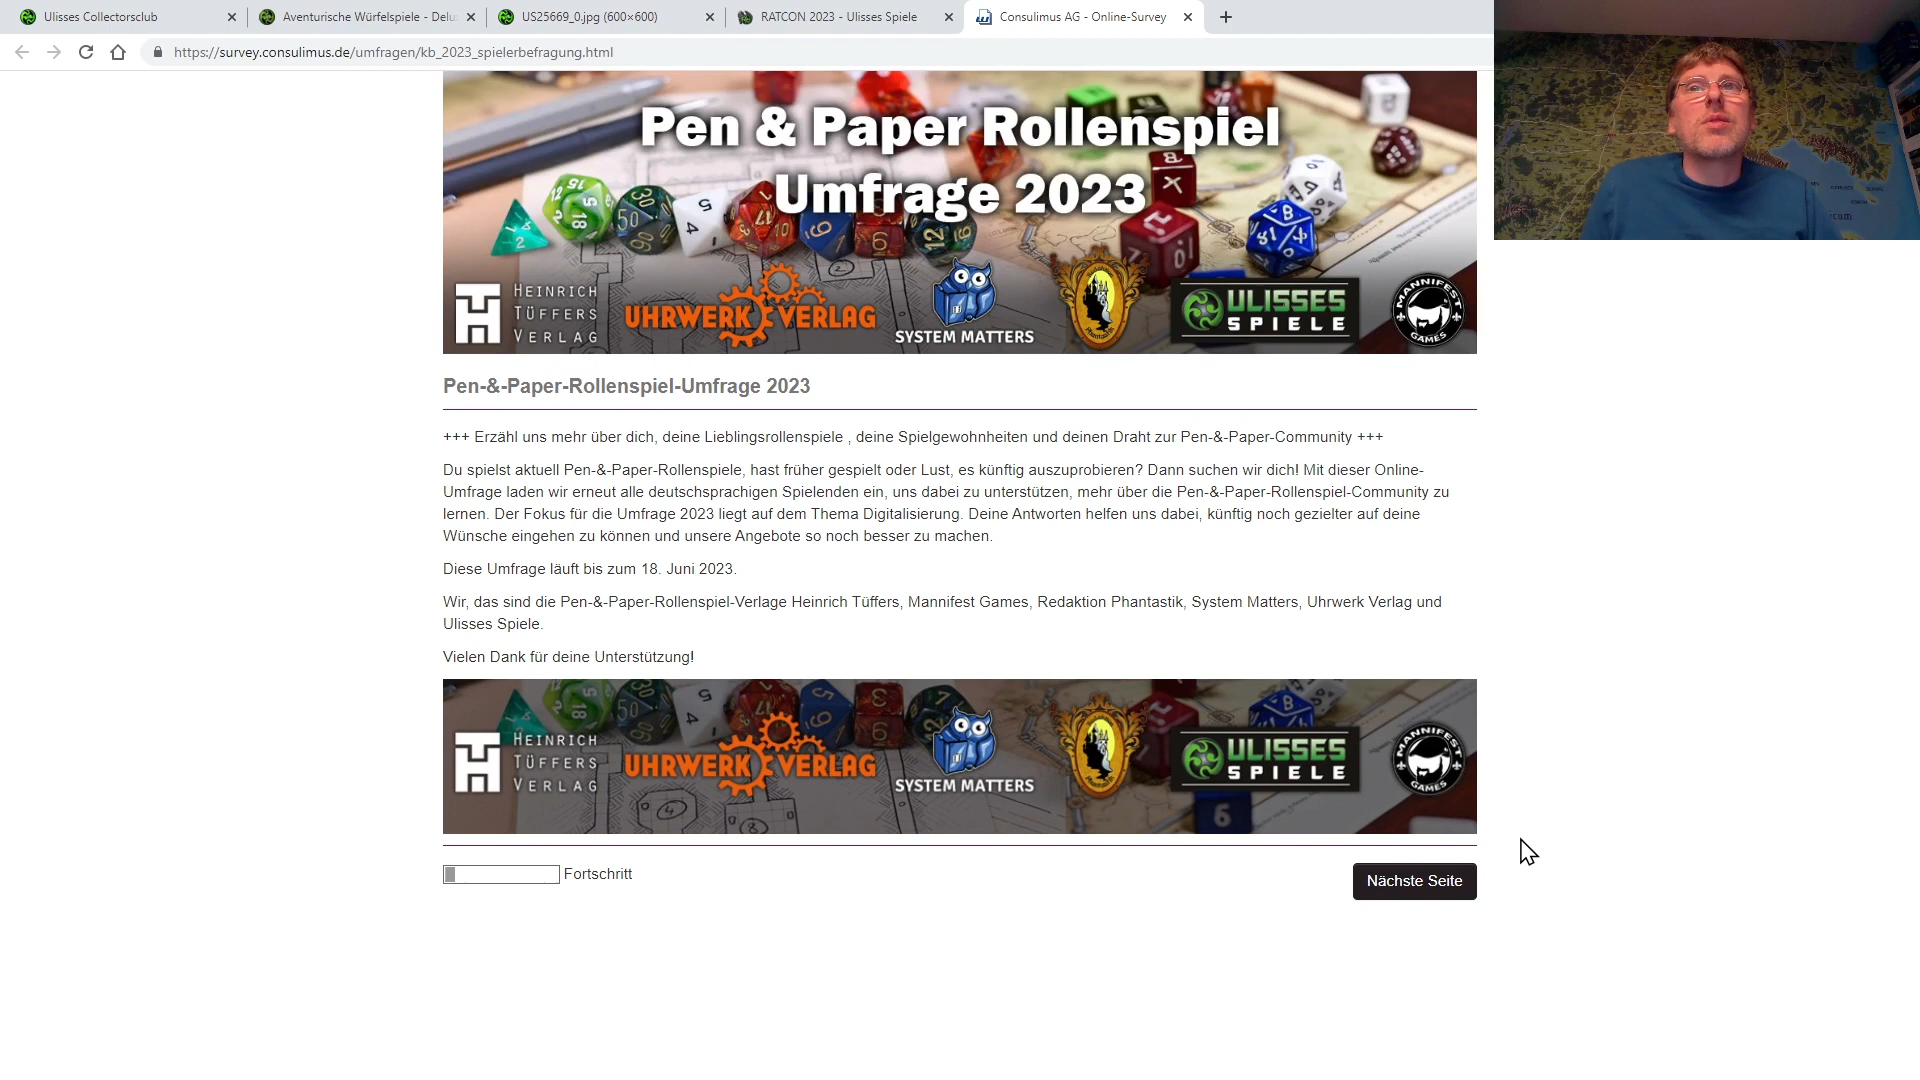 Ulisses Collectorsclub
Aventurische Würfelspiele - Delu
US25669_0.jpg (600×600)
RATCON 2023 - Ulisses Spiele
Consulimus AG - Online-Survey
https://survey.consulimus.de/umfragen/kb_2023_spielerbefragung.html
Pen & Paper Rollenspiel
Umfrage 2023
HEINRICH
TÜFFERS
VERLAG
UHRWERK VERLAG
SYSTEM MATTERS
ULISSES
SPIELE
MANNIFEST
GAMES
Pen-&-Paper-Rollenspiel-Umfrage 2023
+++ Erzähl uns mehr über dich, deine Lieblingsrollenspiele , deine Spielgewohnheiten und deinen Draht zur Pen-&-Paper-Community +++
Du spielst aktuell Pen-&-Paper-Rollenspiele, hast früher gespielt oder Lust, es künftig auszuprobieren? Dann suchen wir dich! Mit dieser Online-
Umfrage laden wir erneut alle deutschsprachigen Spielenden ein, uns dabei zu unterstützen, mehr über die Pen-&-Paper-Rollenspiel-Community zu
lernen. Der Fokus für die Umfrage 2023 liegt auf dem Thema Digitalisierung. Deine Antworten helfen uns dabei, künftig noch gezielter auf deine
Wünsche eingehen zu können und unsere Angebote so noch besser zu machen.
Diese Umfrage läuft bis zum 18. Juni 2023.
Wir, das sind die Pen-&-Paper-Rollenspiel-Verlage Heinrich Tüffers, Mannifest Games, Redaktion Phantastik, System Matters, Uhrwerk Verlag und
Ulisses Spiele.
Vielen Dank für deine Unterstützung!
HEINRICH
TÜFFERS
VERLAG
UHRWERK VERLAG
SYSTEM MATTERS
ULISSES
SPIELE
MANNIFEST
GAMES
Fortschritt
Nächste Seite